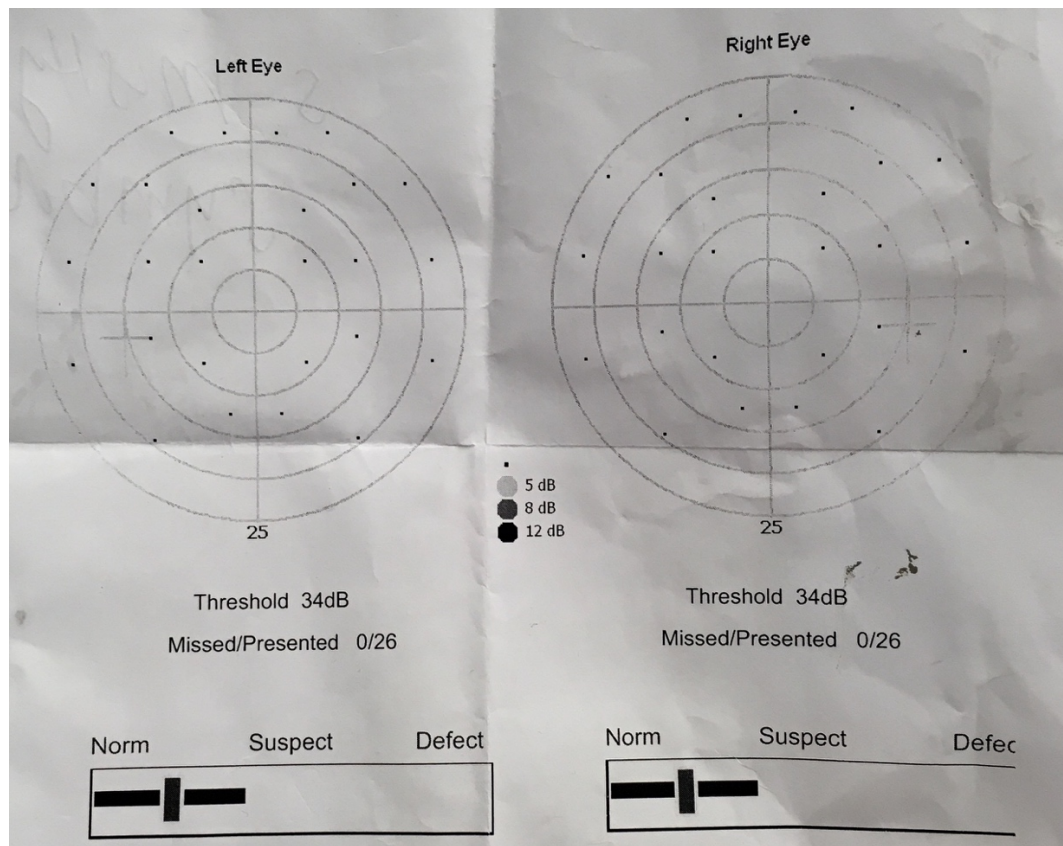 Left Eye
Right Eye
25
25
5 dB
8 dB
12 dB
Threshold 34dB
Threshold 34dB
Missed/Presented 0/26
Missed/Presented 0/26
Norm Suspect Defect
Norm Suspect Defec